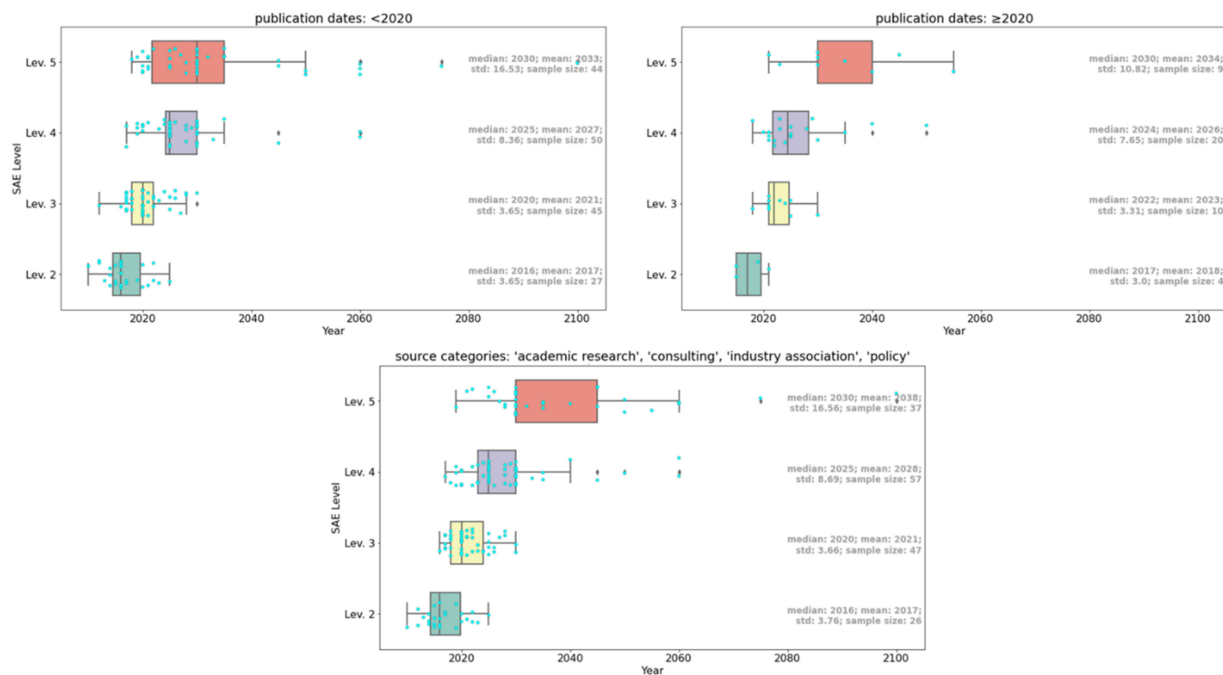 publication dates: <2020
SAE Level
Lev. 5
median: 2030; mean: 2033;
std: 16.53; sample size: 44
Lev. 4
median: 2025; mean: 2027;
std: 8.36; sample size: 50
Lev. 3
median: 2020; mean: 2021;
std: 3.65; sample size: 45
Lev. 2
median: 2016; mean: 2017;
std: 3.65; sample size: 27
2020 2040 2060 2080 2100
Year
publication dates: ≥2020
Lev. 5
median: 2030; mean: 2034;
std: 10.82; sample size: 9
Lev. 4
median: 2024; mean: 2026;
std: 7.65; sample size: 20
Lev. 3
median: 2022; mean: 2023;
std: 3.31; sample size: 10
Lev. 2
median: 2017; mean: 2018;
std: 3.0; sample size: 4
2020 2040 2060 2080 2100
Year
source categories: 'academic research', 'consulting', 'industry association', 'policy'
SAE Level
Lev. 5
median: 2030; mean: 2038;
std: 16.56; sample size: 37
Lev. 4
median: 2025; mean: 2028;
std: 8.69; sample size: 57
Lev. 3
median: 2020; mean: 2021;
std: 3.66; sample size: 47
Lev. 2
median: 2016; mean: 2017;
std: 3.76; sample size: 26
2020 2040 2060 2080 2100
Year